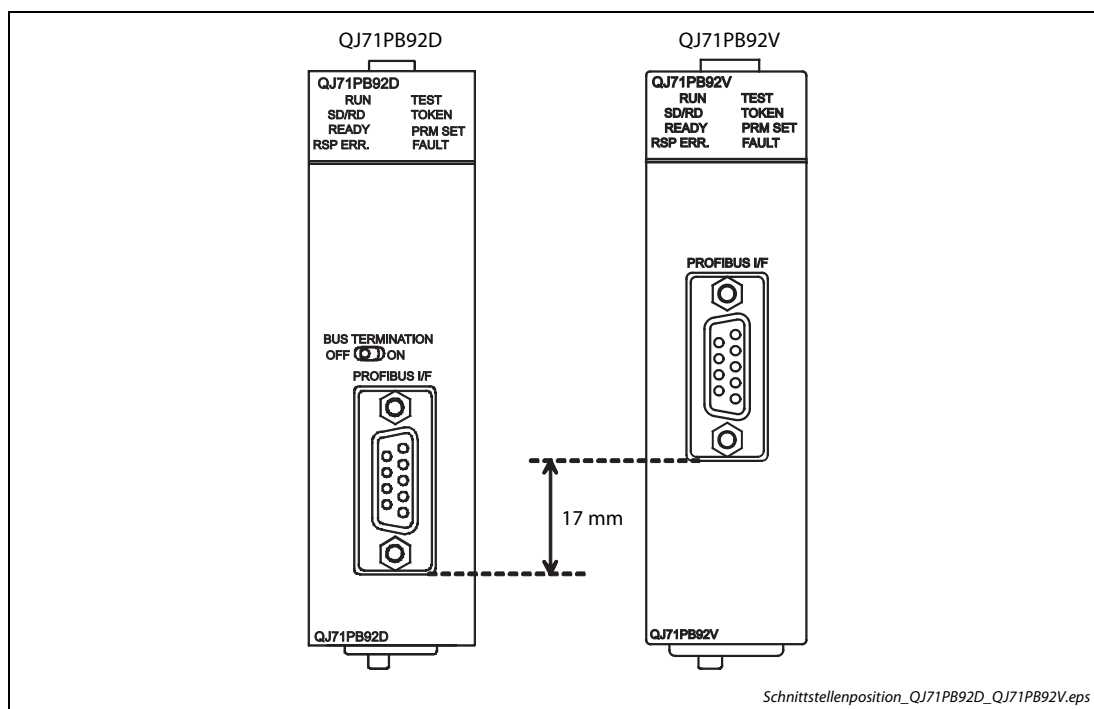 QJ71PB92D
QJ71PB92D
RUN TEST
SD/RD TOKEN
READY PRM SET
RSP ERR. FAULT
BUS TERMINATION
OFF ON
PROFIBUS I/F
QJ71PB92D
QJ71PB92V
QJ71PB92V
RUN TEST
SD/RD TOKEN
READY PRM SET
RSP ERR. FAULT
PROFIBUS I/F
17 mm
QJ71PB92V
Schnittstellenposition_QJ71PB92D_QJ71PB92V.eps